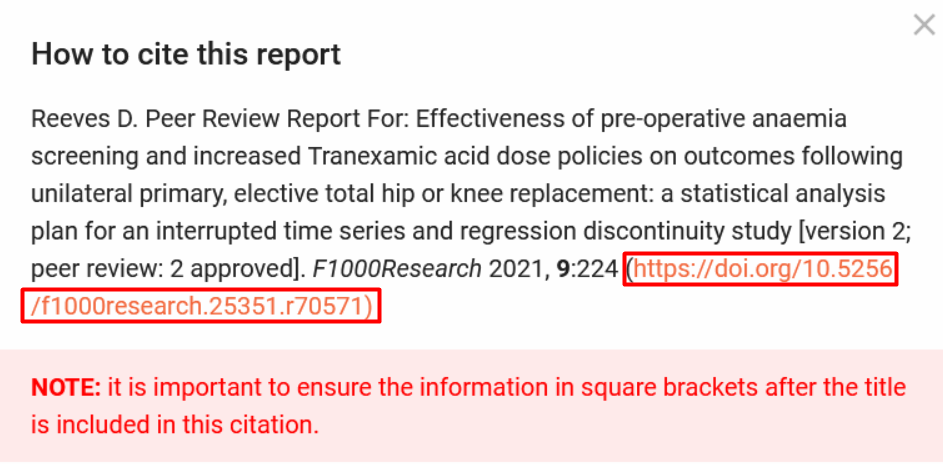 How to cite this report
Reeves D. Peer Review Report For: Effectiveness of pre-operative anaemia
screening and increased Tranexamic acid dose policies on outcomes following
unilateral primary, elective total hip or knee replacement: a statistical analysis
plan for an interrupted time series and regression discontinuity study [version 2;
peer review: 2 approved]. F1000Research 2021, 9:224 (https://doi.org/10.5256
/f1000research.25351.r70571)
NOTE: it is important to ensure the information in square brackets after the title
is included in this citation.